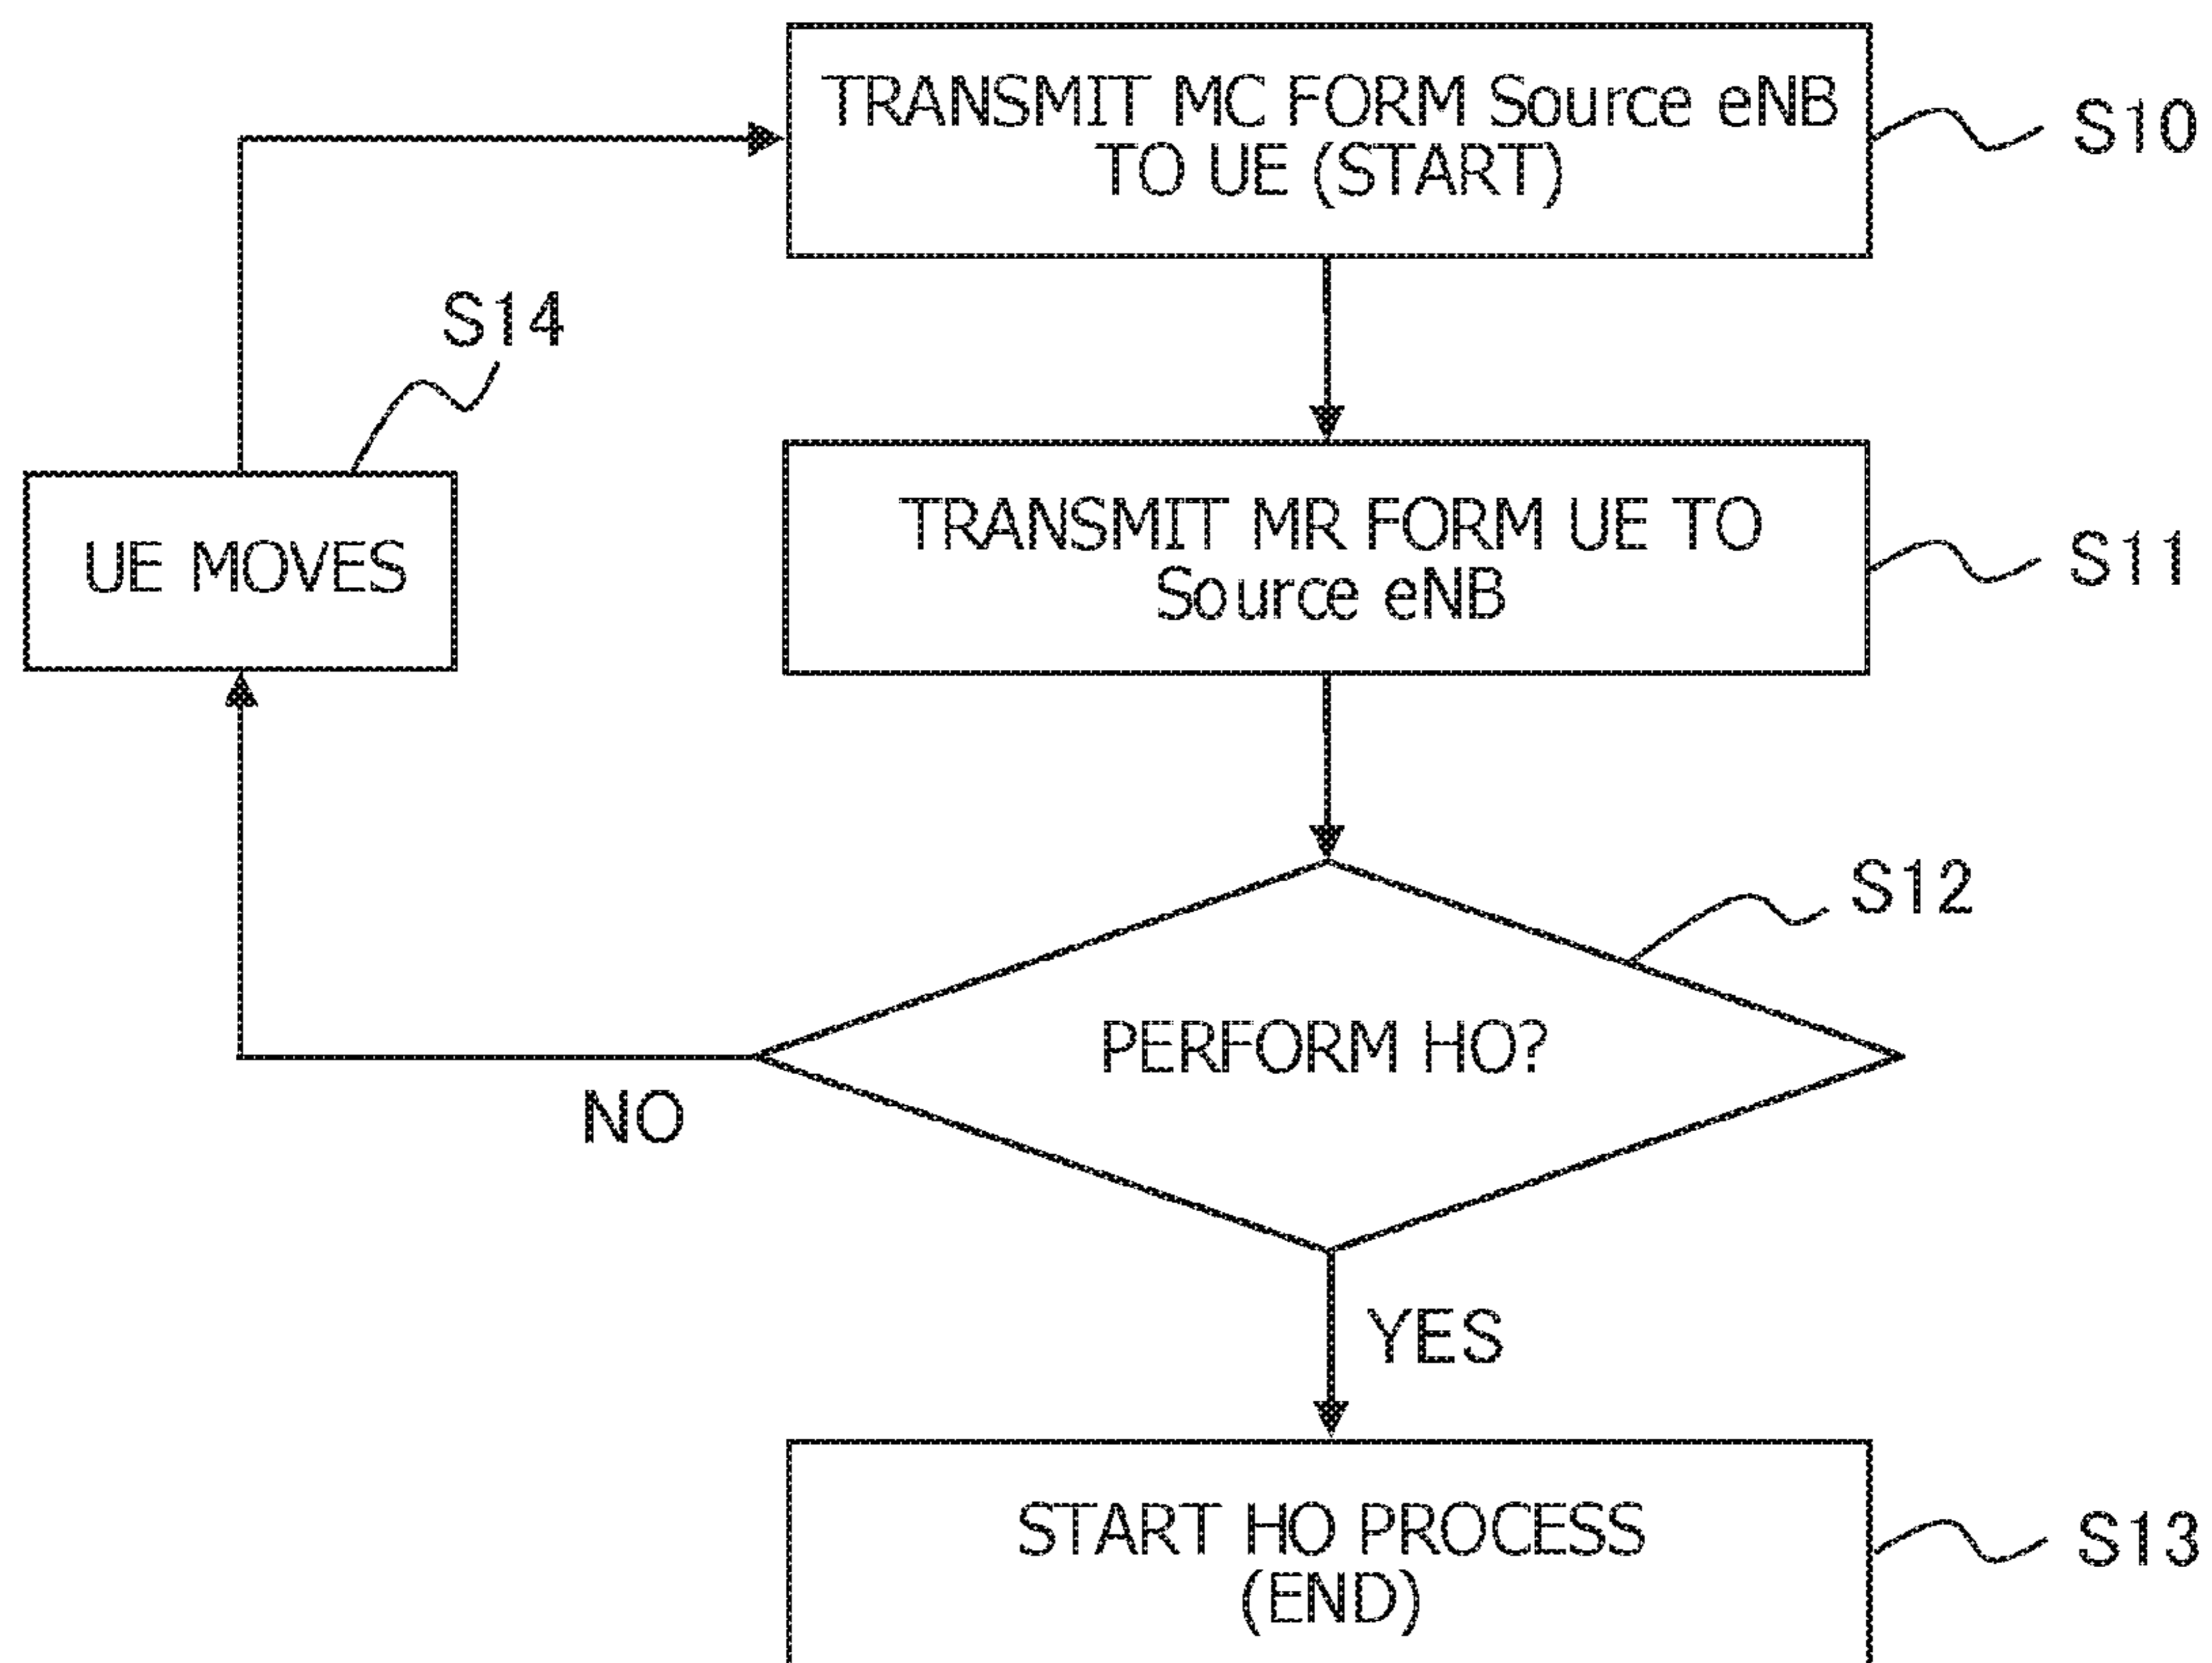 TRANSMIT MC FORM Source eNB
TO UE (START)
S10
S14
UE MOVES
TRANSMIT MR FORM UE TO
Source eNB
S11
S12
PERFORM HO?
NO
YES
START HO PROCESS
(END)
S13